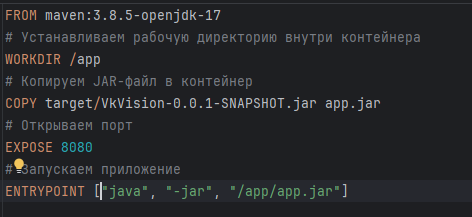 FROM maven:3.8.5-openjdk-17
# Устанавливаем рабочую директорию внутри контейнера
WORKDIR /app
# Копируем JAR-файл в контейнер
COPY target/VkVision-0.0.1-SNAPSHOT.jar app.jar
# Открываем порт
EXPOSE 8080
# Запускаем приложение
ENTRYPOINT ["java", "-jar", "/app/app.jar"]